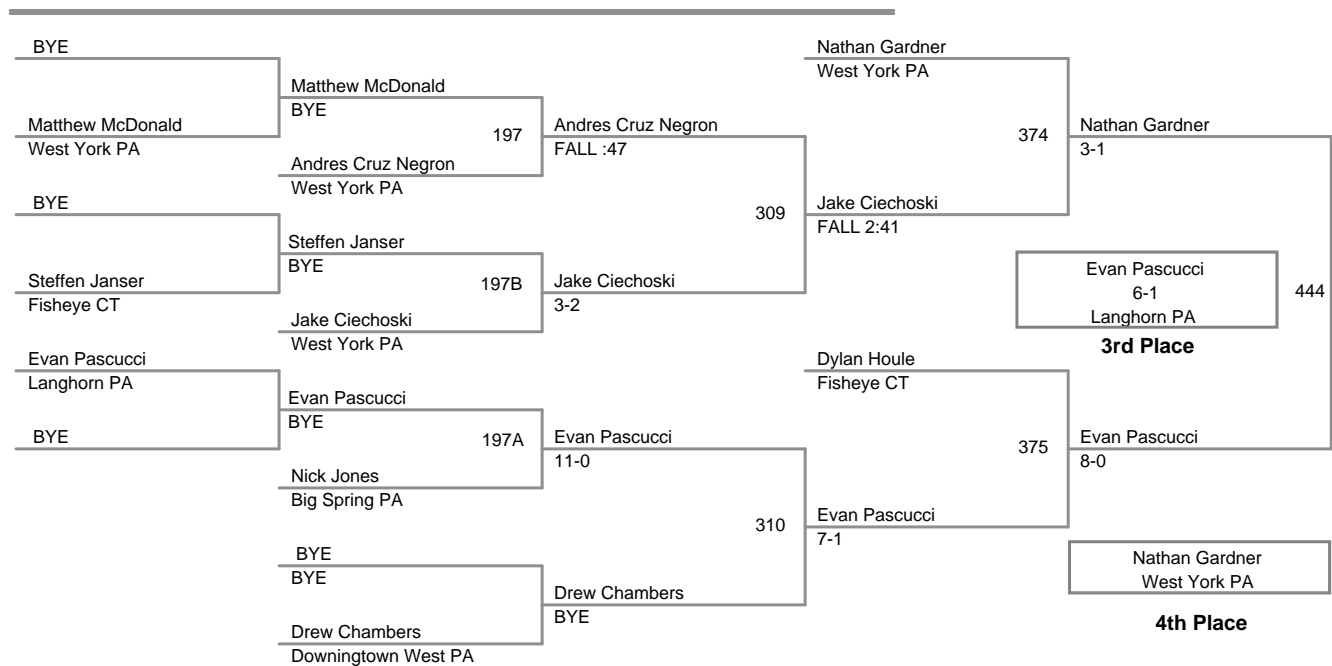 BYE
Nathan Gardner
West York PA
Matthew McDonald
BYE
Matthew McDonald
West York PA
197
Andres Cruz Negron
FALL :47
374
Nathan Gardner
3-1
Andres Cruz Negron
West York PA
BYE
309
Jake Ciechoski
FALL 2:41
Steffen Janser
BYE
Steffen Janser
Fisheye CT
197B
Jake Ciechoski
3-2
Evan Pascucci
6-1
Langhorn PA
444
Jake Ciechoski
West York PA
3rd Place
Evan Pascucci
Langhorn PA
Dylan Houle
Fisheye CT
Evan Pascucci
BYE
BYE
197A
Evan Pascucci
11-0
375
Evan Pascucci
8-0
Nick Jones
Big Spring PA
310
Evan Pascucci
7-1
BYE
BYE
Nathan Gardner
West York PA
Drew Chambers
BYE
4th Place
Drew Chambers
Downingtown West PA